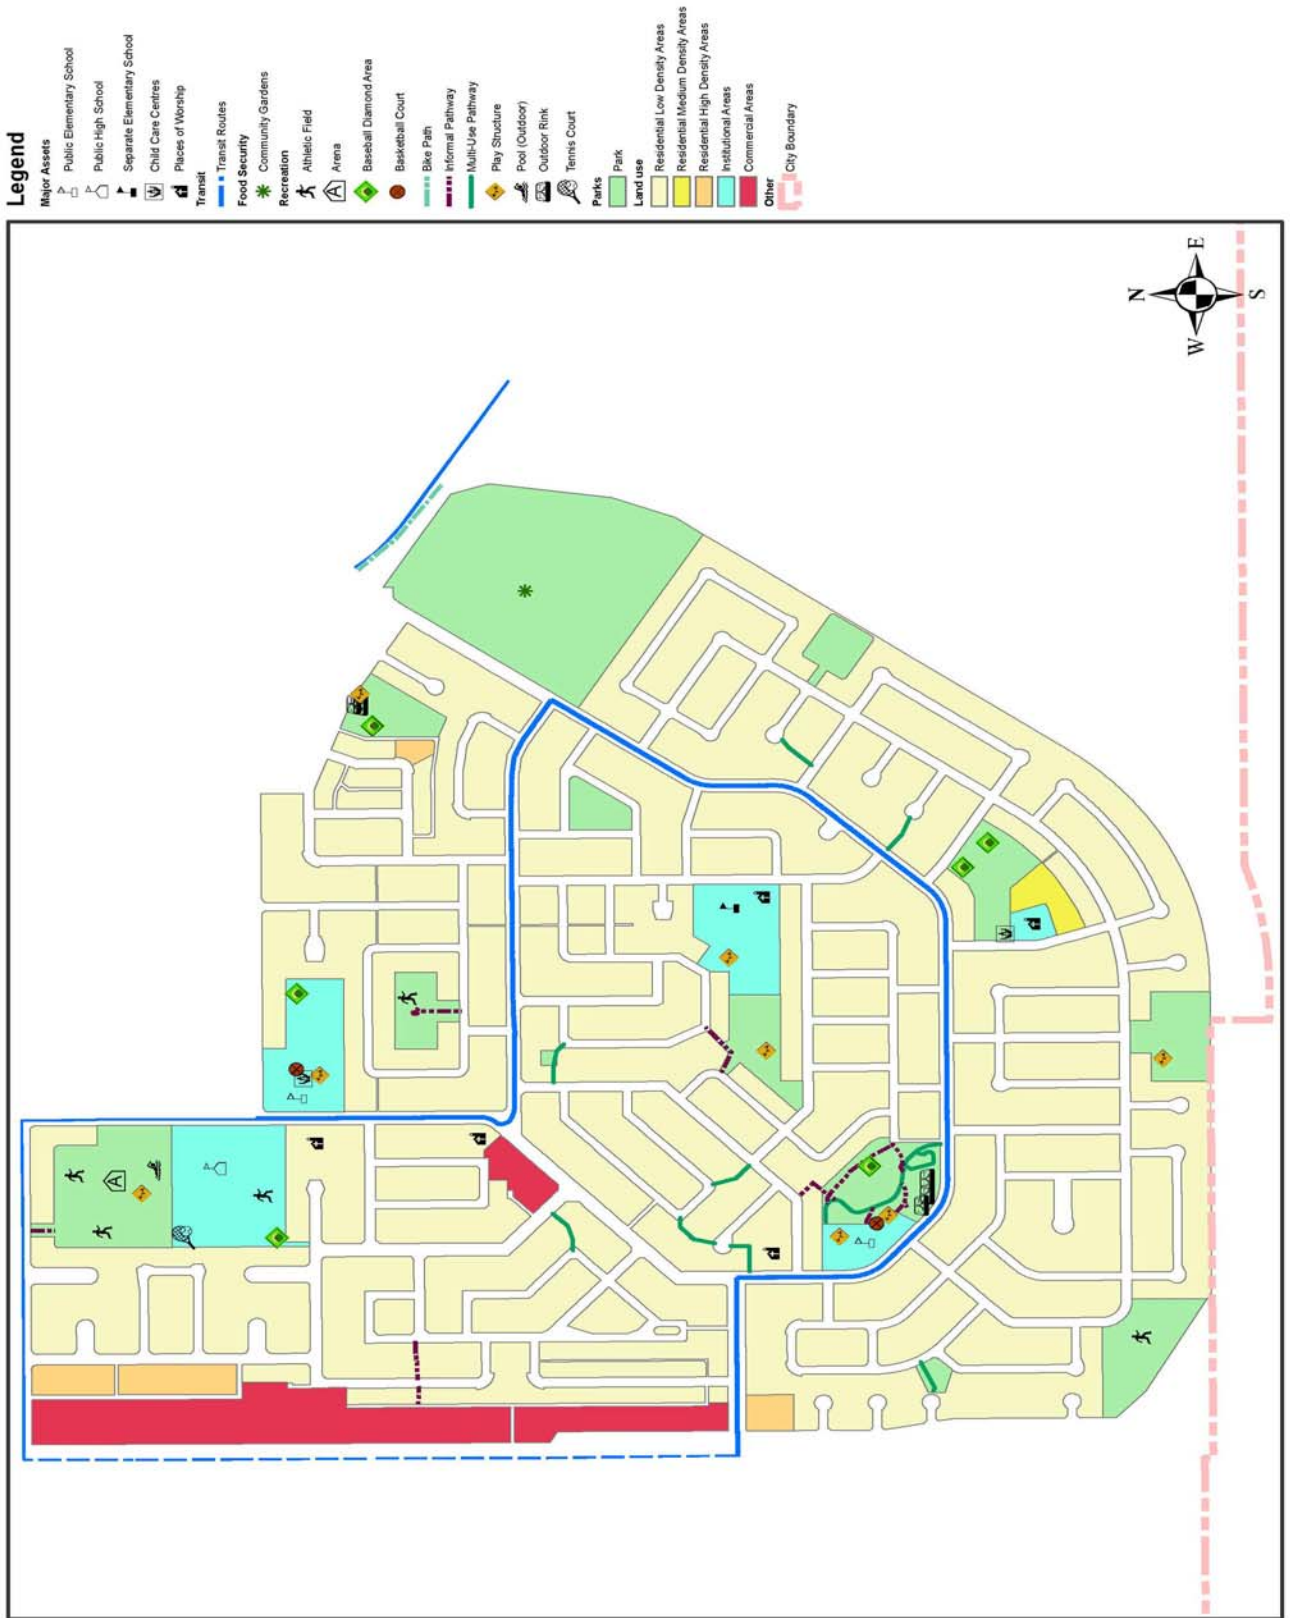 Legend
Major Assets
Public Elementary School
Public High School
Separate Elementary School
Child Care Centres
Places of Worship
Transit
Transit Routes
Food Security
Community Gardens
Recreation
Athletic Field
Arena
Baseball Diamond Area
Basketball Court
Bike Path
Informal Pathway
Multi-Use Pathway
Play Structure
Pool (Outdoor)
Outdoor Rink
Tennis Court
Parks
Park
Land use
Residential Low Density Areas
Residential Medium Density Areas
Residential High Density Areas
Institutional Areas
Commercial Areas
Other
City Boundary
N
W E
S
A
A